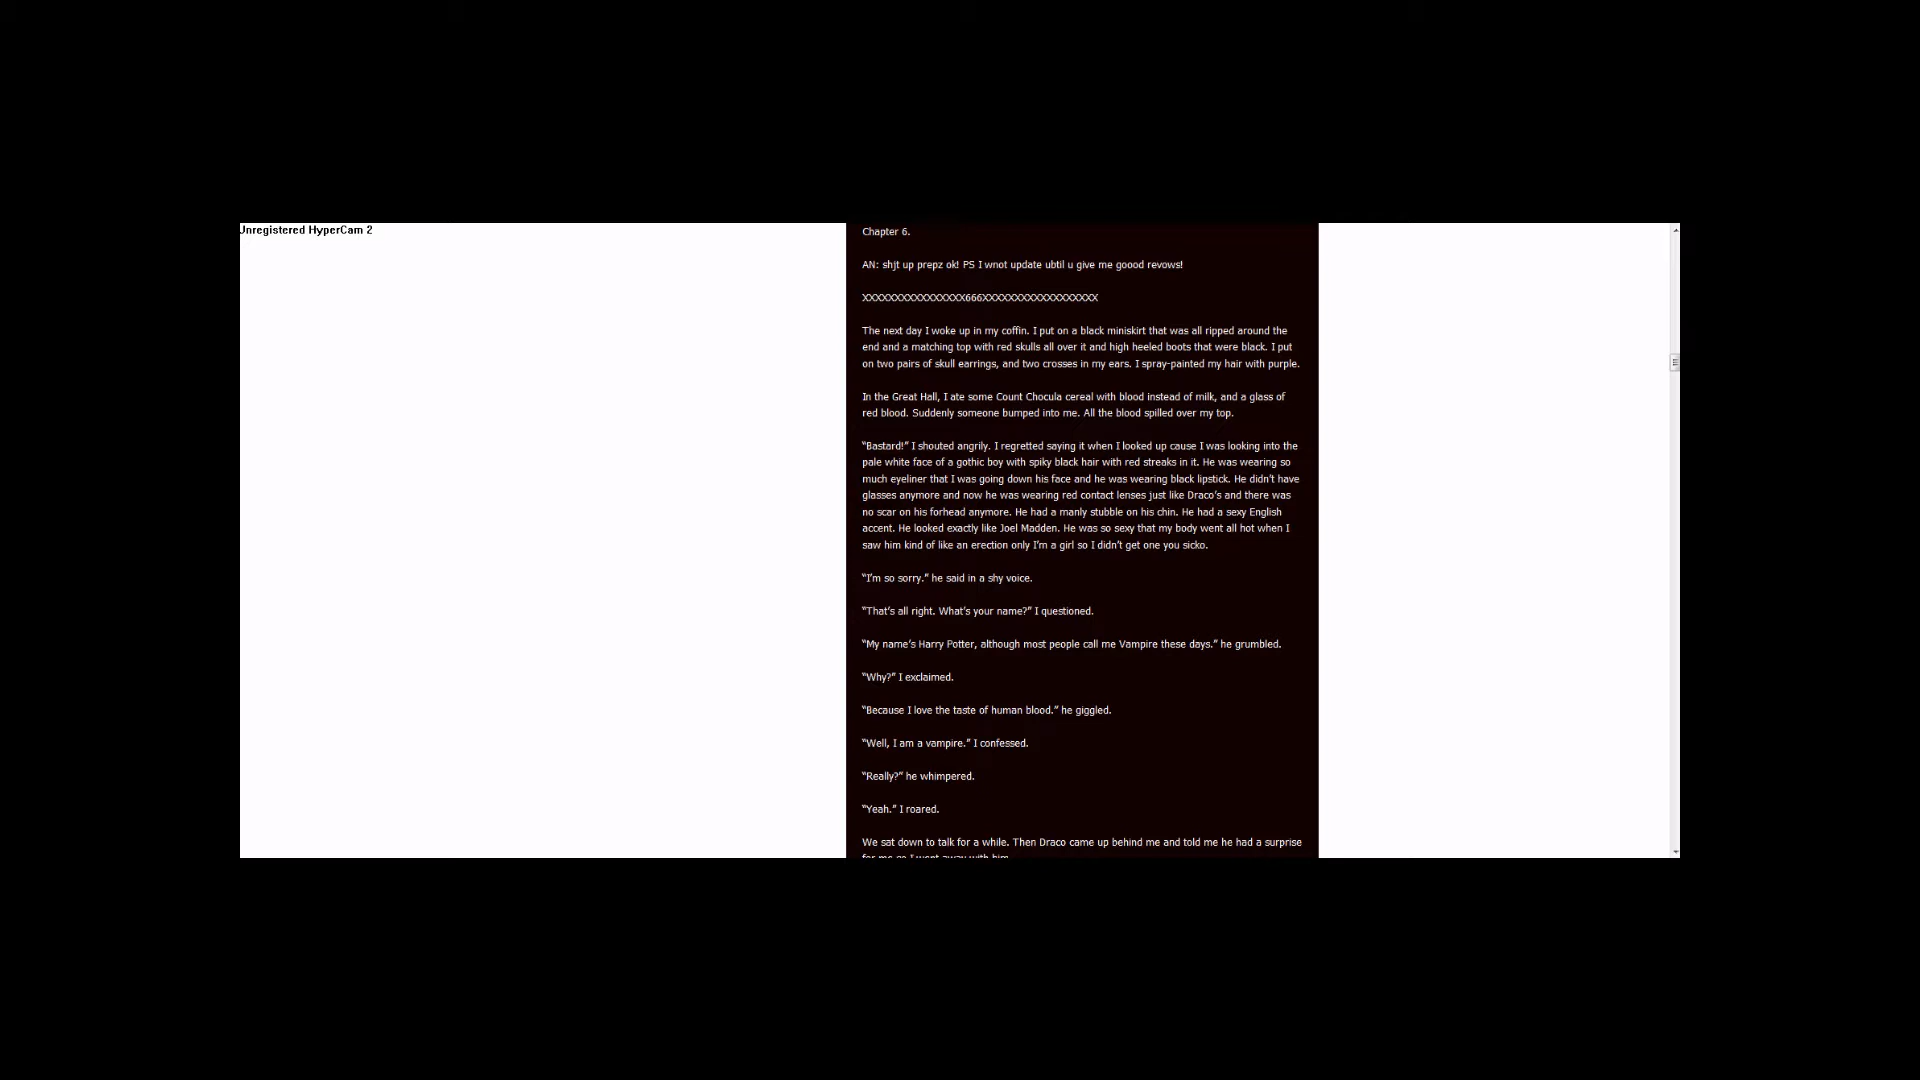 Unregistered HyperCam 2
Chapter 6.
AN: shjt up prepz ok! PS I wnot update ubtil u give me goood revows!
XXXXXXXXXXXXXXXX666XXXXXXXXXXXXXXXXXX
The next day I woke up in my coffin. I put on a black miniskirt that was all ripped around the
end and a matching top with red skulls all over it and high heeled boots that were black. I put
on two pairs of skull earrings, and two crosses in my ears. I spray-painted my hair with purple.
In the Great Hall, I ate some Count Chocula cereal with blood instead of milk, and a glass of
red blood. Suddenly someone bumped into me. All the blood spilled over my top.
“Bastard!” I shouted angrily. I regretted saying it when I looked up cause I was looking into the
pale white face of a gothic boy with spiky black hair with red streaks in it. He was wearing so
much eyeliner that I was going down his face and he was wearing black lipstick. He didn’t have
glasses anymore and now he was wearing red contact lenses just like Draco’s and there was
no scar on his forhead anymore. He had a manly stubble on his chin. He had a sexy English
accent. He looked exactly like Joel Madden. He was so sexy that my body went all hot when I
saw him kind of like an erection only I’m a girl so I didn’t get one you sicko.
“I’m so sorry.” he said in a shy voice.
“That’s all right. What’s your name?” I questioned.
“My name’s Harry Potter, although most people call me Vampire these days.” he grumbled.
“Why?” I exclaimed.
“Because I love the taste of human blood.” he giggled.
“Well, I am a vampire.” I confessed.
“Really?” he whimpered.
“Yeah.” I roared.
We sat down to talk for a while. Then Draco came up behind me and told me he had a surprise
for me so I went away with him.